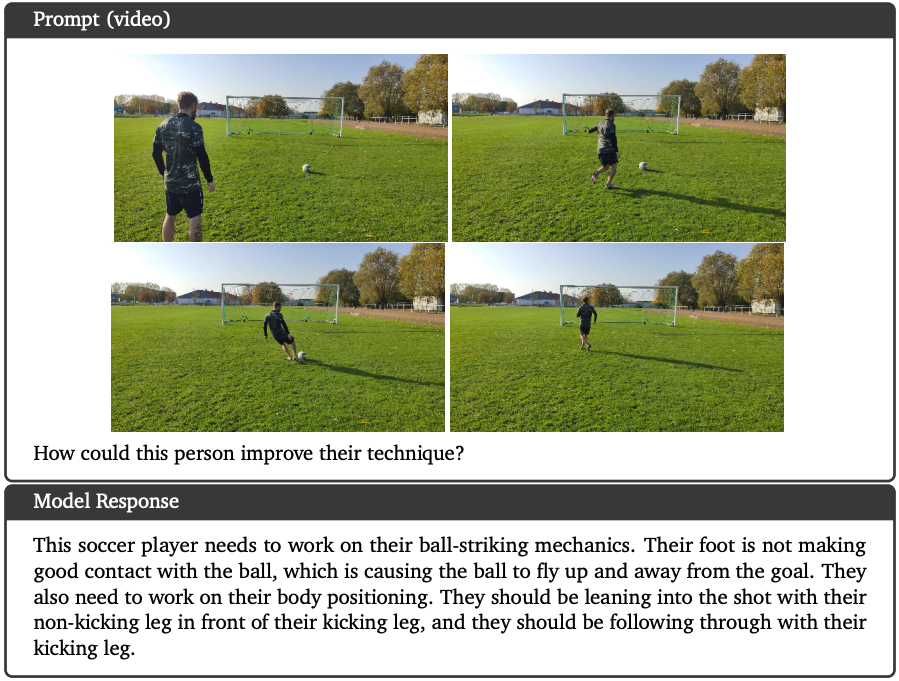 Prompt (video)
How could this person improve their technique?
Model Response
This soccer player needs to work on their ball-striking mechanics. Their foot is not making
good contact with the ball, which is causing the ball to fly up and away from the goal. They
also need to work on their body positioning. They should be leaning into the shot with their
non-kicking leg in front of their kicking leg, and they should be following through with their
kicking leg.